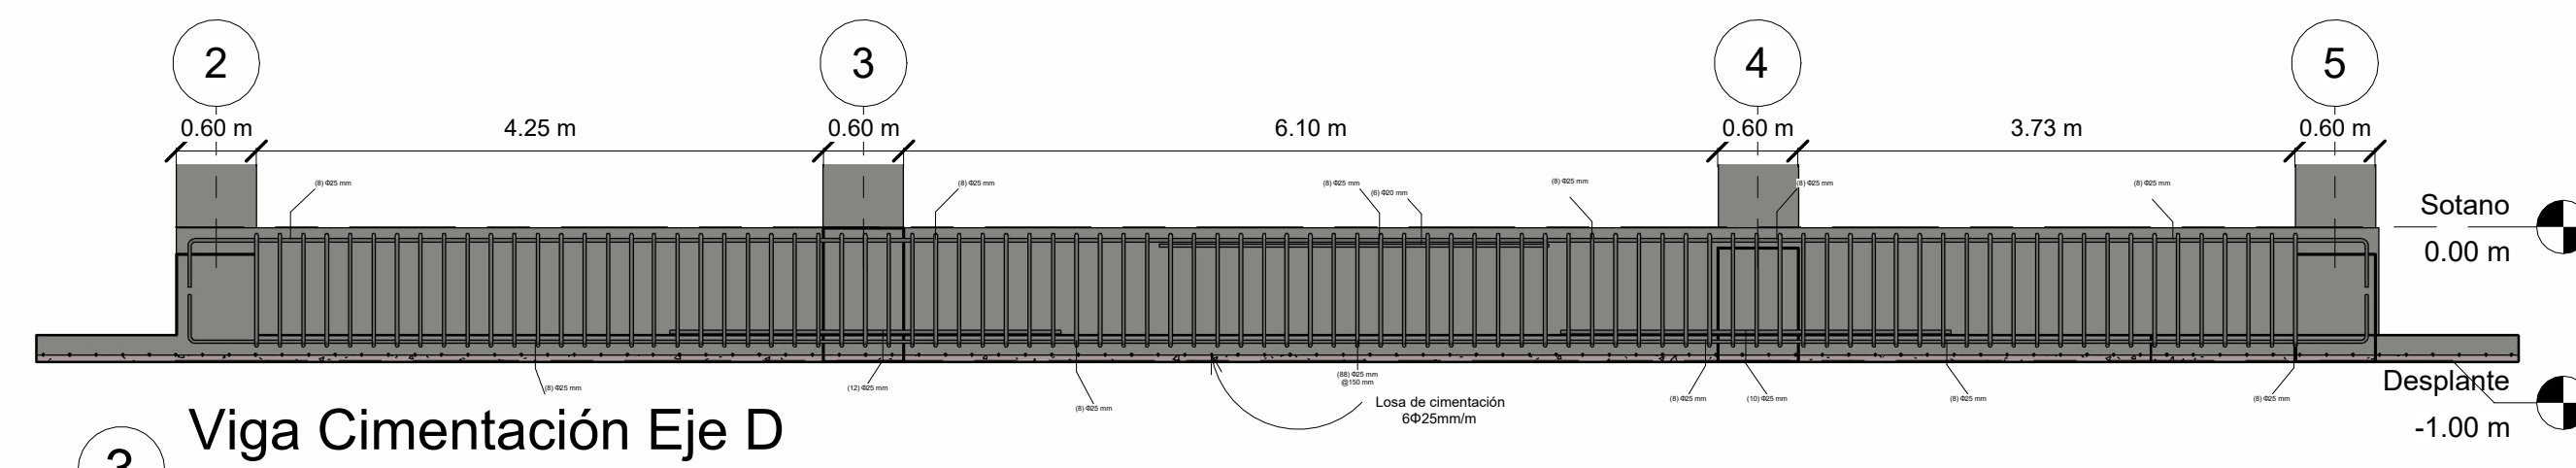 2
3
4
5
0.60 m
4.25 m
0.60 m
6.10 m
0.60 m
3.73 m
0.60 m
(8) Φ25 mm
(8) Φ25 mm
(8) Φ25 mm
(6) Φ20 mm
(8) Φ25 mm
(8) Φ25 mm
(8) Φ25 mm
Sotano
0.00 m
(8) Φ25 mm
(12) Φ25 mm
(8) Φ25 mm
(88) Φ25 mm
@150 mm
Losa de cimentación
6Φ25mm/m
(8) Φ25 mm
(10) Φ25 mm
(8) Φ25 mm
(8) Φ25 mm
Desplante
-1.00 m
Viga Cimentación Eje D
3